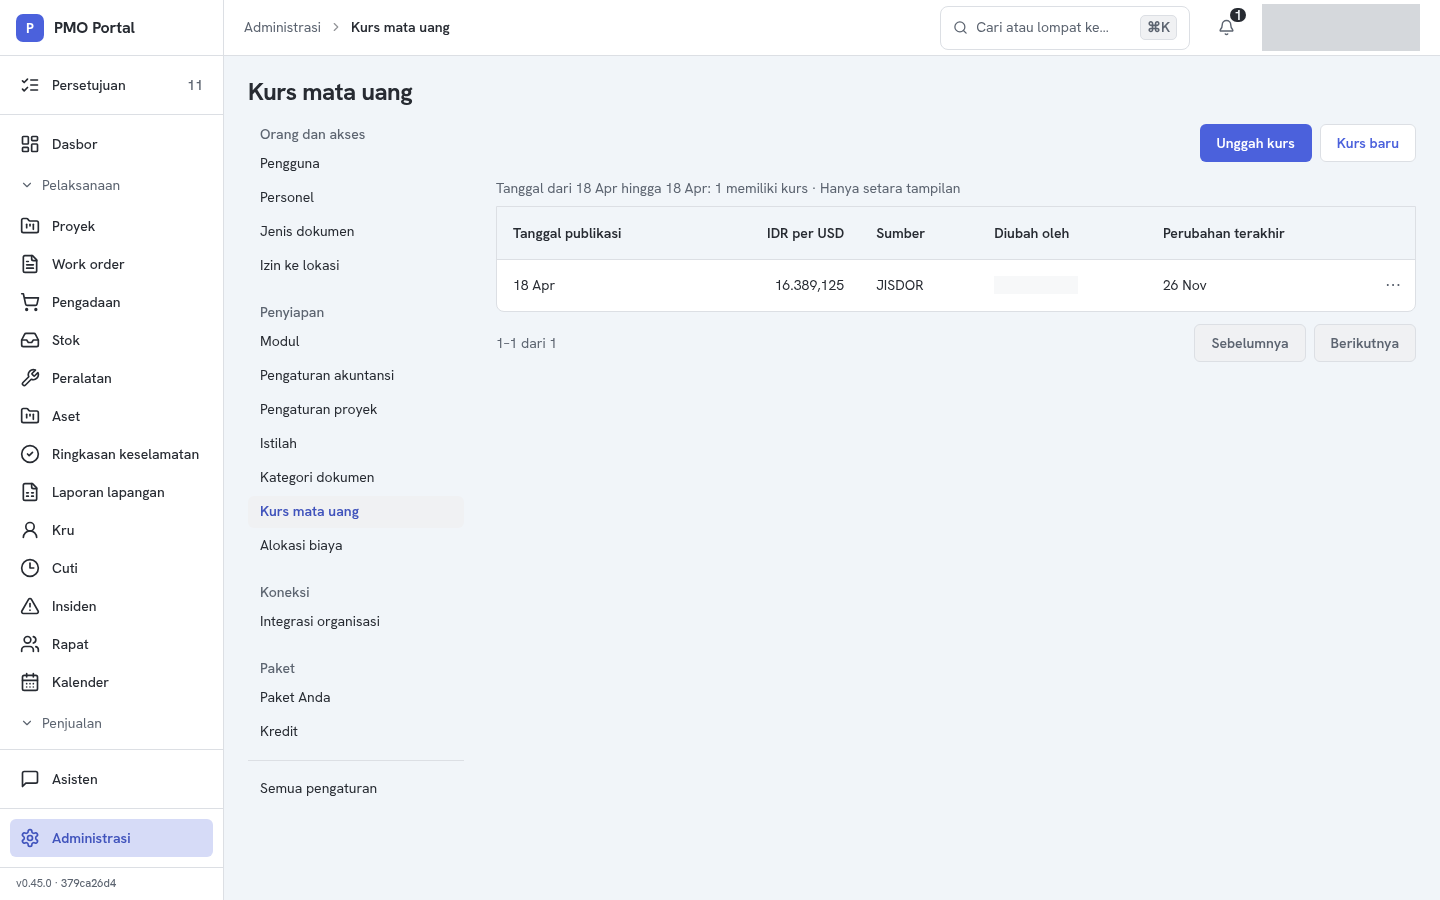 P PMO Portal
Administrasi > Kurs mata uang
Cari atau lompat ke... ⌘K
1
Persetujuan 11
Dasbor
Pelaksanaan
Proyek
Work order
Pengadaan
Stok
Peralatan
Aset
Ringkasan keselamatan
Laporan lapangan
Kru
Cuti
Insiden
Rapat
Kalender
Penjualan
Asisten
Administrasi
v0.45.0 · 379ca26d4
Kurs mata uang
Orang dan akses
Pengguna
Personel
Jenis dokumen
Izin ke lokasi
Penyiapan
Modul
Pengaturan akuntansi
Pengaturan proyek
Istilah
Kategori dokumen
Kurs mata uang
Alokasi biaya
Koneksi
Integrasi organisasi
Paket
Paket Anda
Kredit
Semua pengaturan
Unggah kurs Kurs baru
Tanggal dari 18 Apr hingga 18 Apr: 1 memiliki kurs · Hanya setara tampilan
Tanggal publikasi IDR per USD Sumber Diubah oleh Perubahan terakhir
18 Apr 16.389,125 JISDOR 26 Nov ...
1–1 dari 1
Sebelumnya Berikutnya